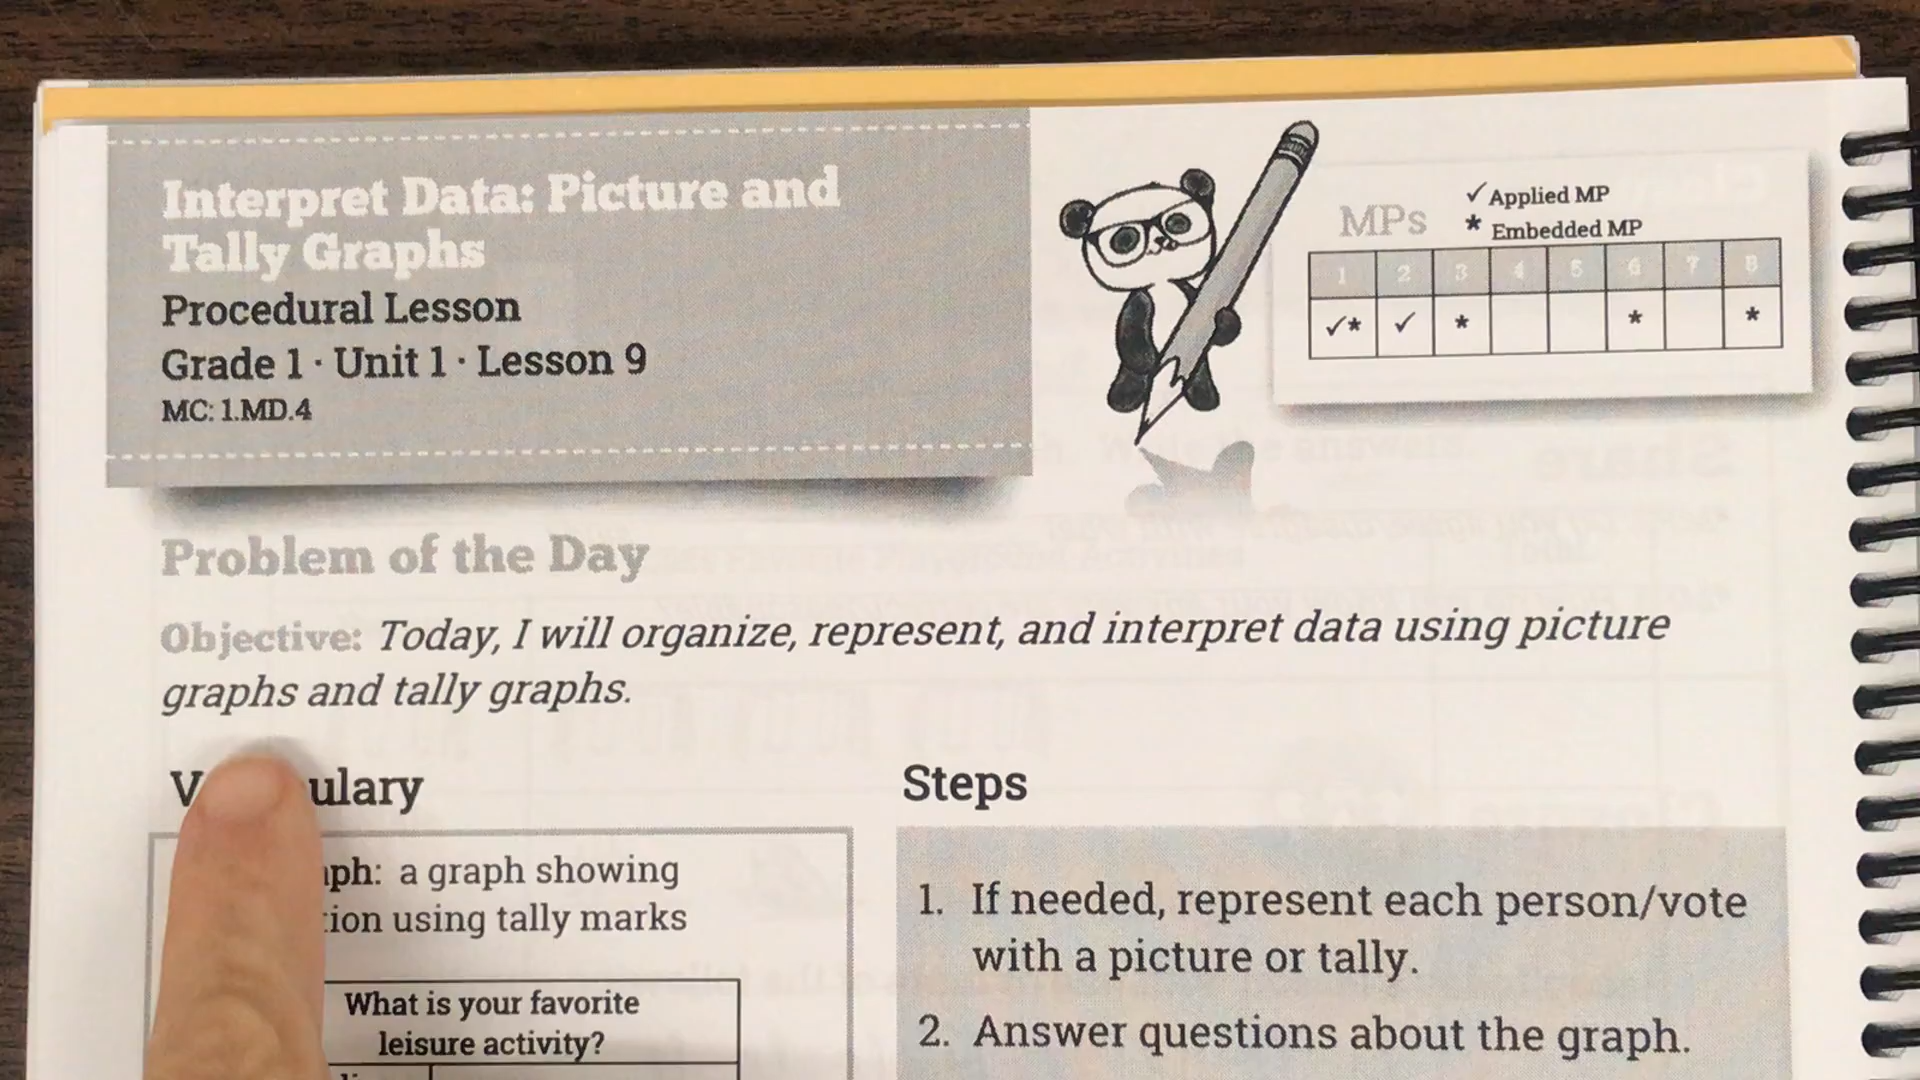 Interpret Data: Picture and
Tally Graphs
Procedural Lesson
Grade 1 · Unit 1 · Lesson 9
MC: 1.MD.4
✓ Applied MP
MPs
* Embedded MP
1 2 3 4 5 6 7 8
✓* ✓ * * *
Problem of the Day
Objective: Today, I will organize, represent, and interpret data using picture
graphs and tally graphs.
V ulary
aph: a graph showing
tion using tally marks
What is your favorite
leisure activity?
Steps
1. If needed, represent each person/vote
with a picture or tally.
2. Answer questions about the graph.